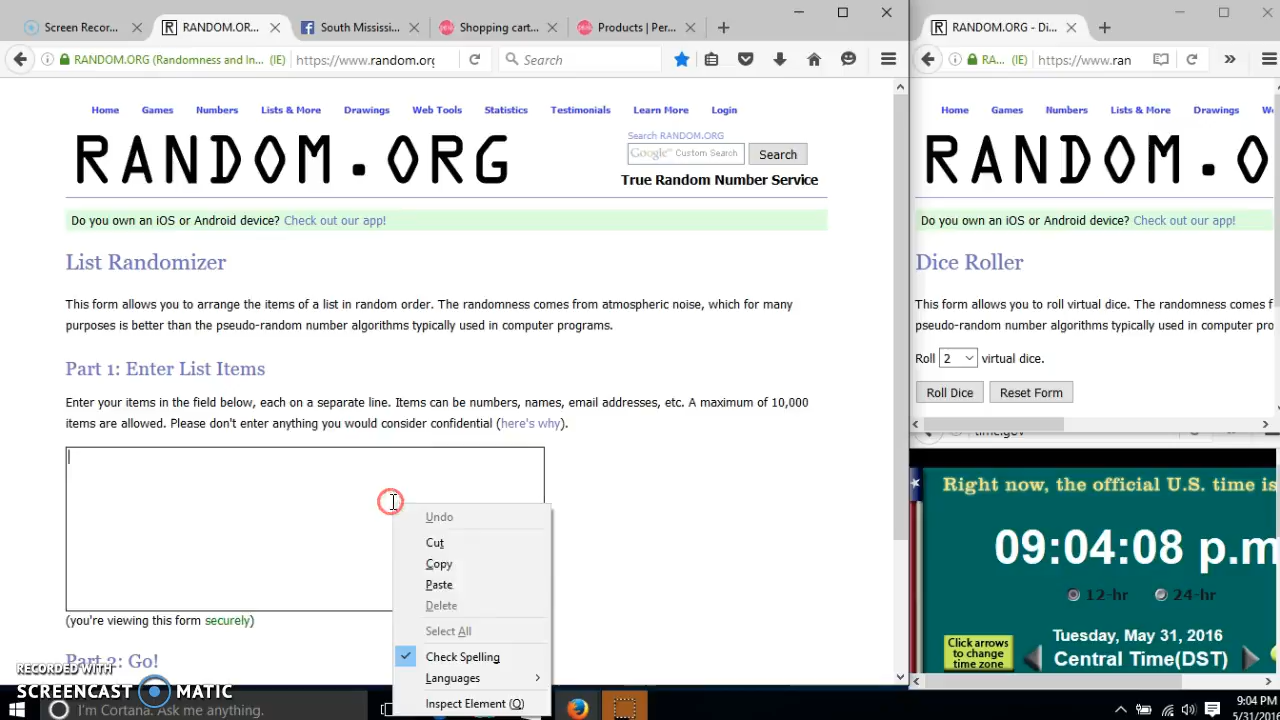 Screen Recor...
RANDOM.OR...
South Mississi...
Shopping cart...
Products | Per...
RANDOM.ORG - Di...
RANDOM.ORG (Randomness and In... (IE)
https://www.random.org
Search
RA... (IE)
https://www.ran
Home Games Numbers Lists & More Drawings Web Tools Statistics Testimonials Learn More Login
Home Games Numbers Lists & More Drawings
RANDOM.ORG
Search RANDOM.ORG
Google Custom Search
Search
True Random Number Service
RANDOM.O
Do you own an iOS or Android device? Check out our app!
Do you own an iOS or Android device? Check out our app!
List Randomizer
This form allows you to arrange the items of a list in random order. The randomness comes from atmospheric noise, which for many
purposes is better than the pseudo-random number algorithms typically used in computer programs.
Part 1: Enter List Items
Enter your items in the field below, each on a separate line. Items can be numbers, names, email addresses, etc. A maximum of 10,000
items are allowed. Please don't enter anything you would consider confidential (here's why).
Dice Roller
This form allows you to roll virtual dice. The randomness comes f
pseudo-random number algorithms typically used in computer pro
Roll 2 virtual dice.
Roll Dice
Reset Form
Undo
Cut
Copy
Paste
Delete
Select All
Check Spelling
Languages
Inspect Element (Q)
(you're viewing this form securely)
Part 2: Go!
Right now, the official U.S. time is
09:04:08 p.m
12-hr 24-hr
Click arrows
to change
time zone
Tuesday, May 31, 2016
Central Time(DST)
RECORDED WITH
SCREENCAST MATIC
I'm Cortana. Ask me anything.
9:04 PM
5/31/2016